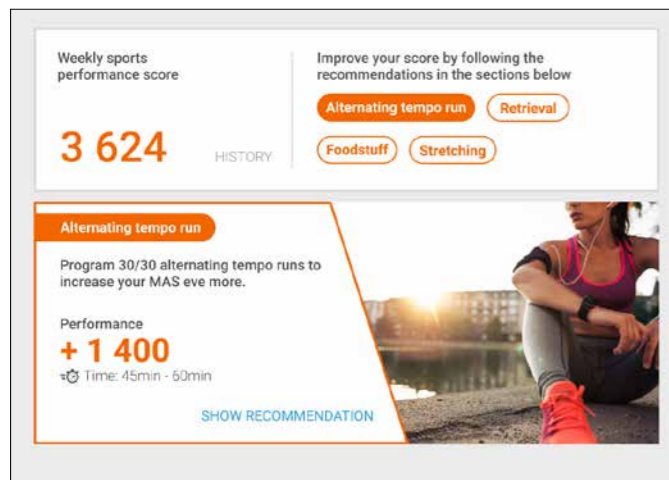 Weekly sports
performance score
3 624
HISTORY
Improve your score by following the
recommendations in the sections below
Alternating tempo run
Retrieval
Foodstuff
Stretching
Alternating tempo run
Program 30/30 alternating tempo runs to
increase your MAS eve more.
Performance
+ 1 400
Time: 45min - 60min
SHOW RECOMMENDATION